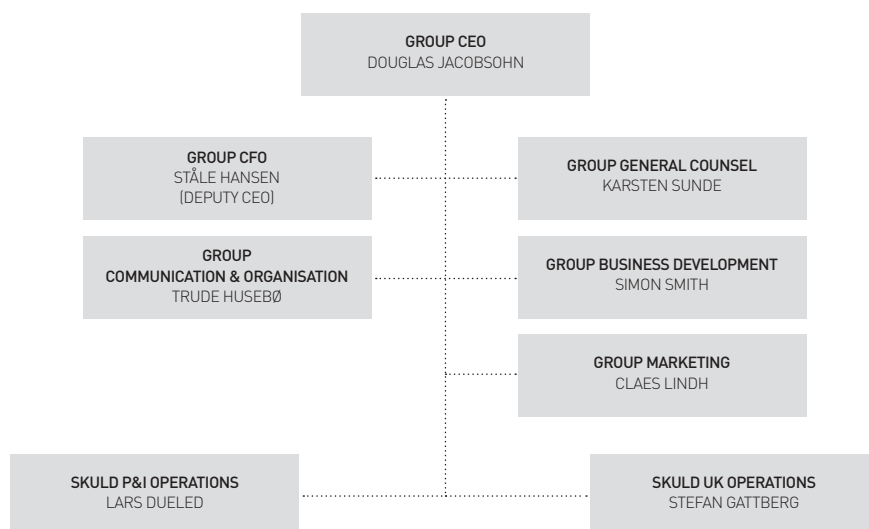 GROUP CEO
DOUGLAS JACOBSOHN
GROUP CFO
STÅLE HANSEN
(DEPUTY CEO)
GROUP GENERAL COUNSEL
KARSTEN SUNDE
GROUP
COMMUNICATION & ORGANISATION
TRUDE HUSEBØ
GROUP BUSINESS DEVELOPMENT
SIMON SMITH
GROUP MARKETING
CLAES LINDH
SKULD P&I OPERATIONS
LARS DUELED
SKULD UK OPERATIONS
STEFAN GATTBERG